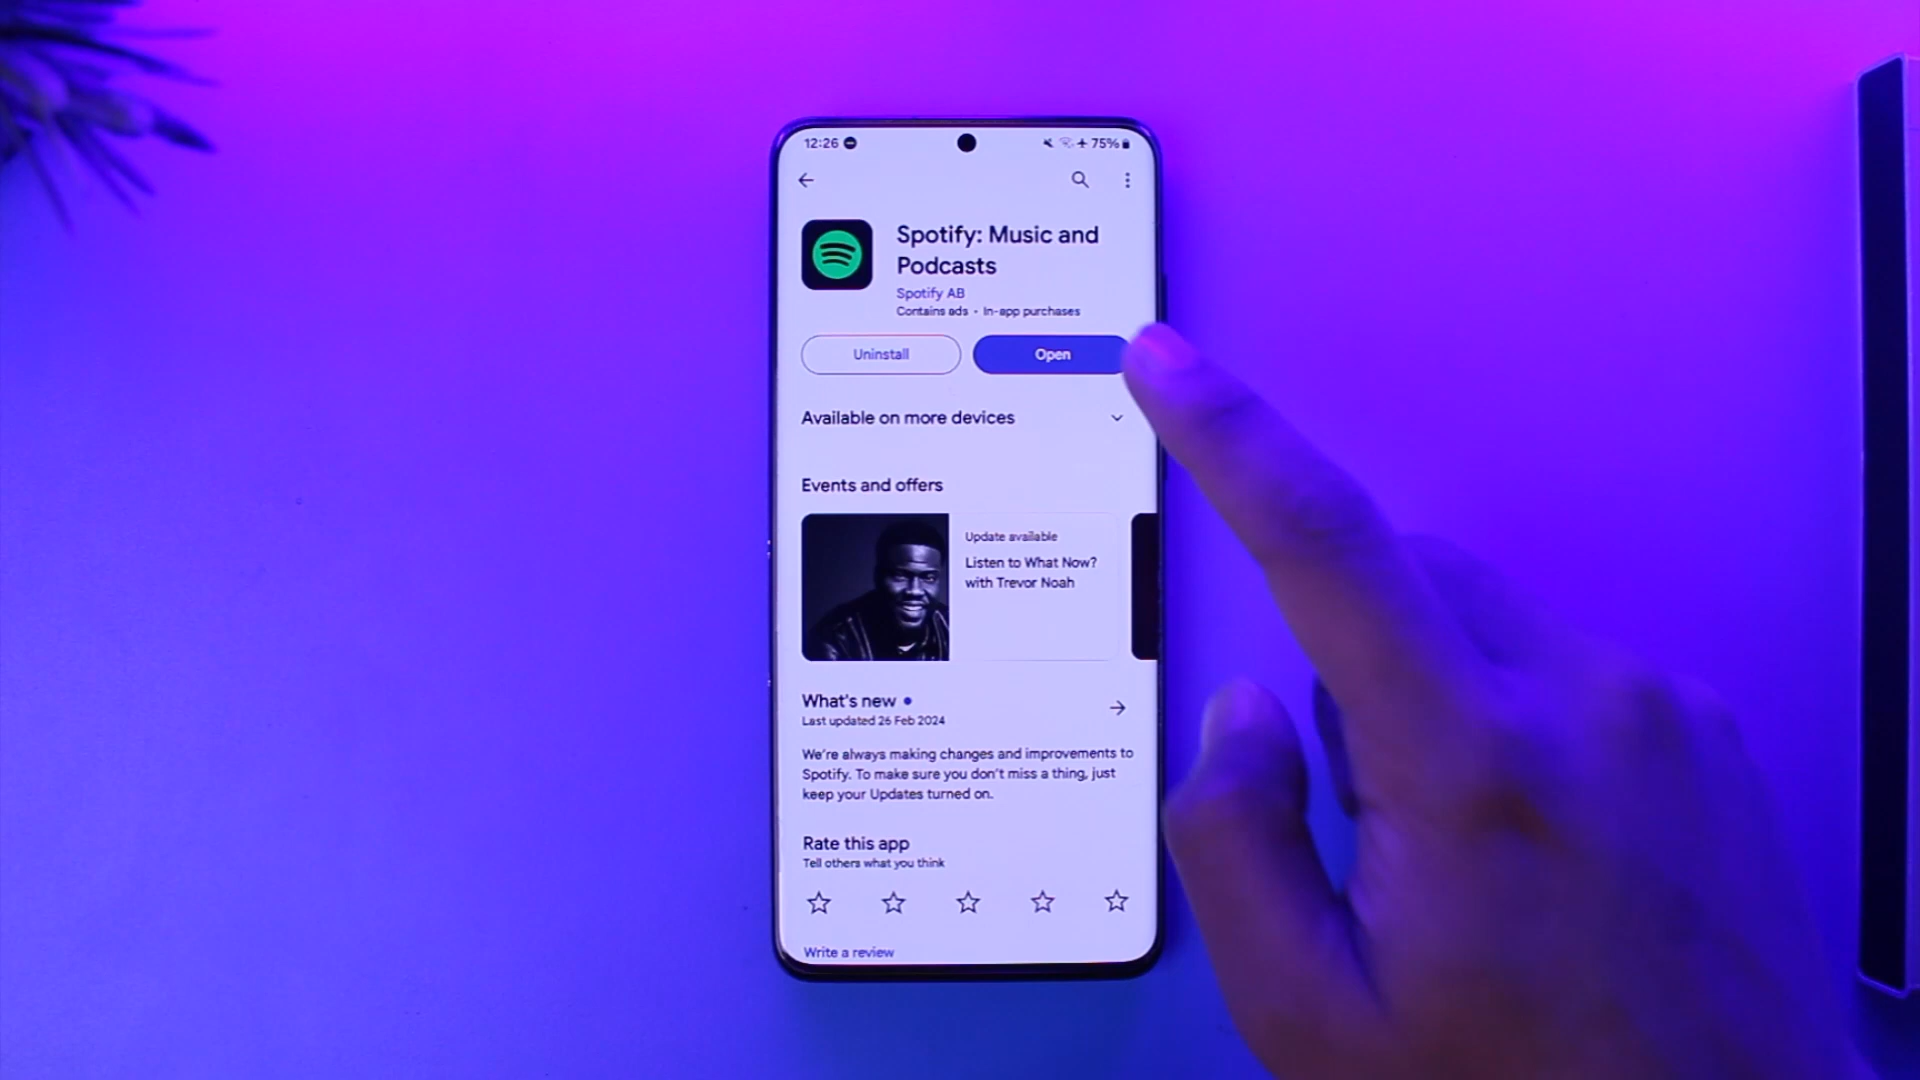 12:26
75%
Spotify: Music and
Podcasts
Spotify AB
Contains ads • In-app purchases
Uninstall
Open
Available on more devices
Events and offers
Update available
Listen to What Now?
with Trevor Noah
What's new •
Last updated 26 Feb 2024
We're always making changes and improvements to
Spotify. To make sure you don't miss a thing, just
keep your Updates turned on.
Rate this app
Tell others what you think
Write a review